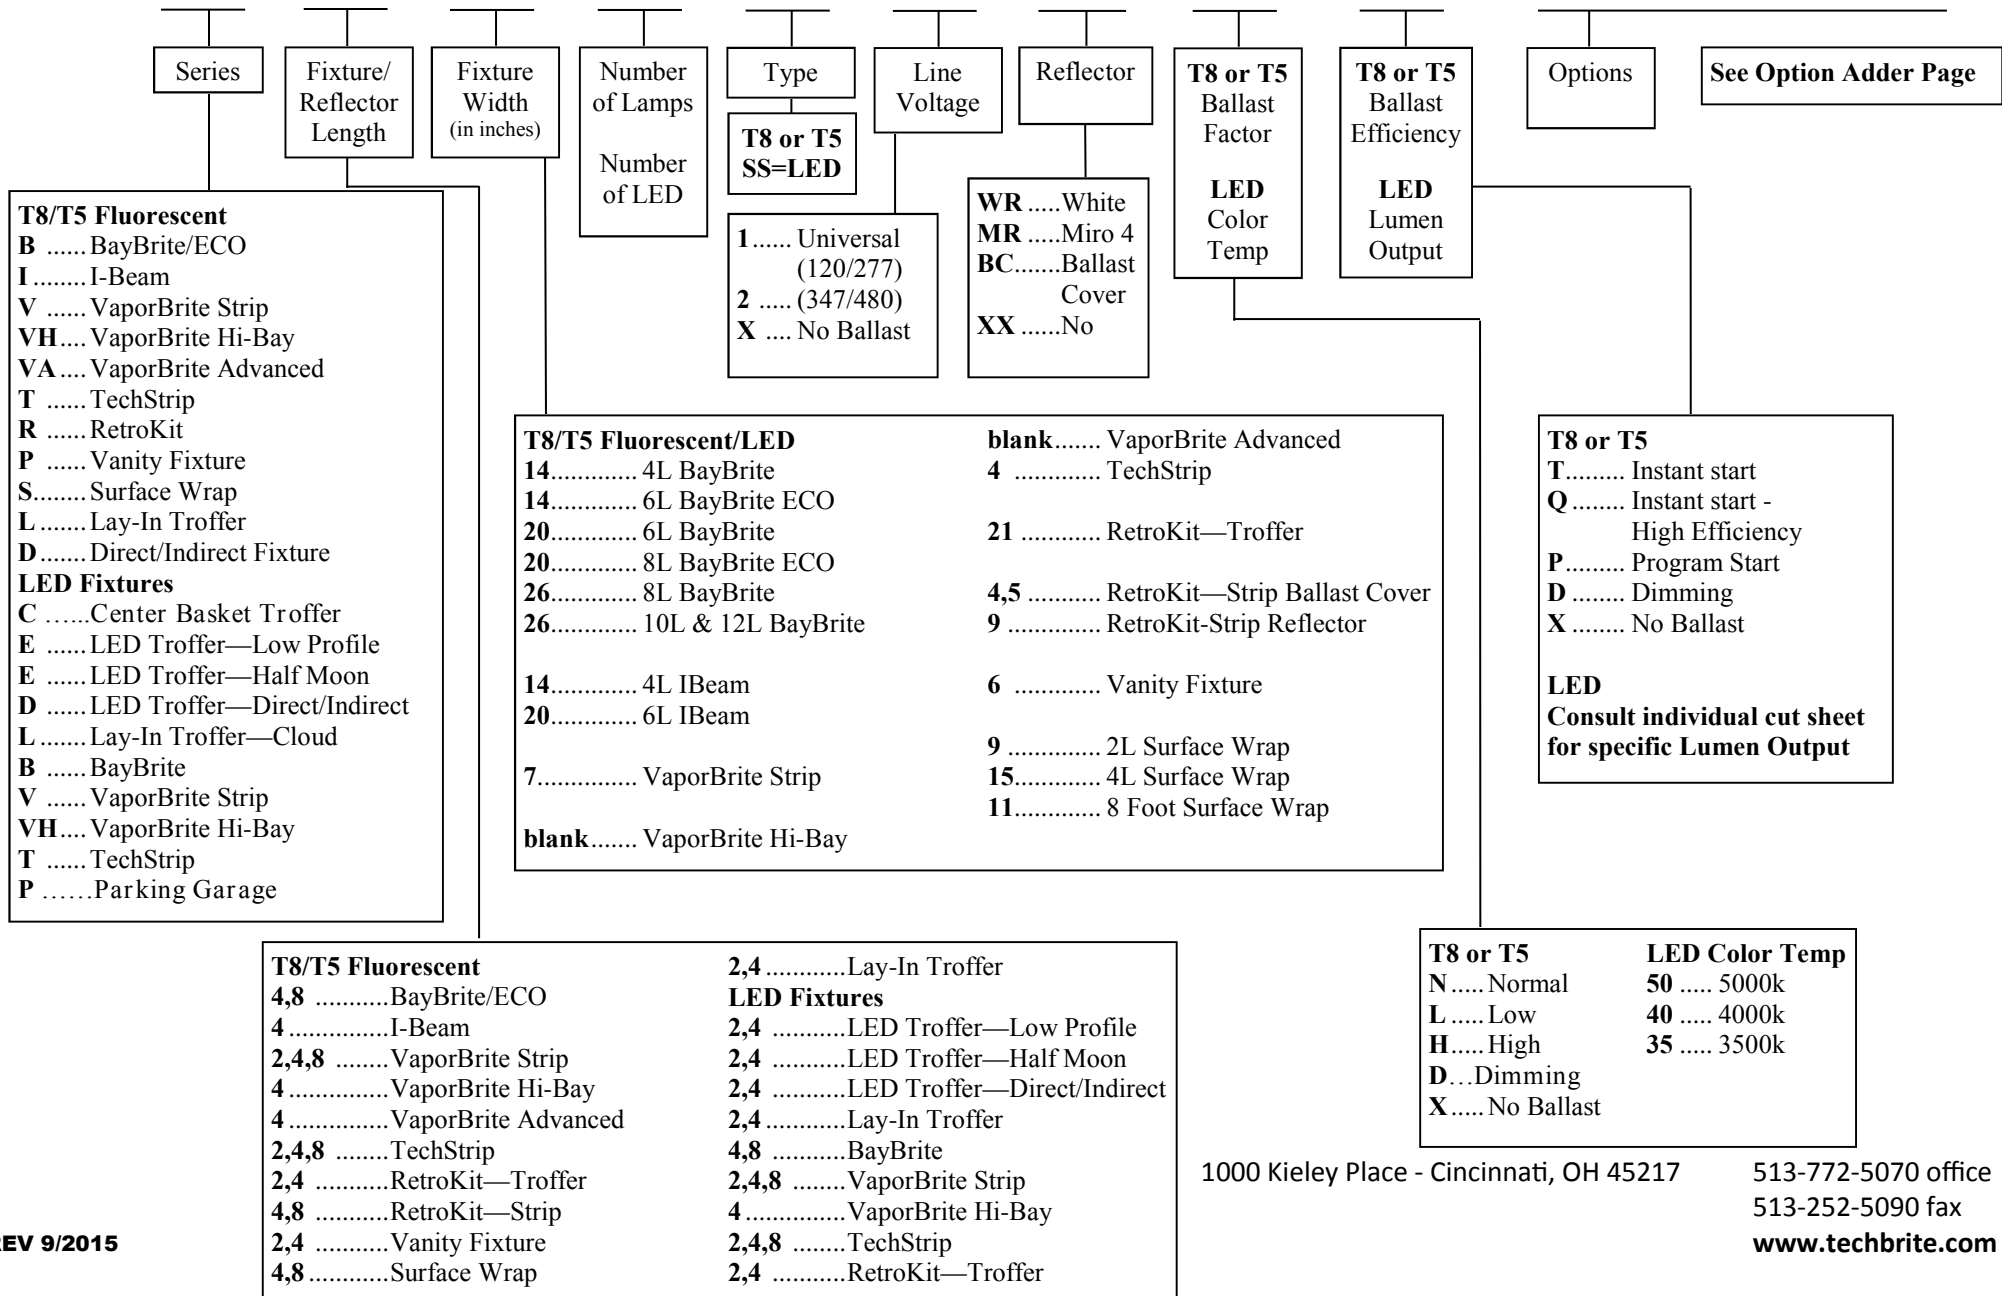 Series
Fixture/
Reflector
Length
Fixture
Width
(in inches)
Number
of Lamps
Number
of LED
Type
T8 or T5
SS=LED
Line
Voltage
Reflector
T8 or T5
Ballast
Factor
LED
Color
Temp
T8 or T5
Ballast
Efficiency
LED
Lumen
Output
Options
See Option Adder Page
T8/T5 Fluorescent
B ......BayBrite/ECO
I ........I-Beam
V ......VaporBrite Strip
VH....VaporBrite Hi-Bay
VA....VaporBrite Advanced
T ......TechStrip
R ......RetroKit
P ......Vanity Fixture
S........Surface Wrap
L.......Lay-In Troffer
D.......Direct/Indirect Fixture
LED Fixtures
C …...Center Basket Troffer
E ......LED Troffer—Low Profile
E ......LED Troffer—Half Moon
D ......LED Troffer—Direct/Indirect
L.......Lay-In Troffer—Cloud
B ......BayBrite
V ......VaporBrite Strip
VH....VaporBrite Hi-Bay
T ......TechStrip
P ……Parking Garage
1...... Universal
(120/277)
2 ..... (347/480)
X .... No Ballast
WR .....White
MR .....Miro 4
BC.......Ballast
Cover
XX ......No
T8/T5 Fluorescent/LED
14............. 4L BayBrite
14............. 6L BayBrite ECO
20............. 6L BayBrite
20............. 8L BayBrite ECO
26............. 8L BayBrite
26............. 10L & 12L BayBrite
14............. 4L IBeam
20............. 6L IBeam
7............... VaporBrite Strip
blank....... VaporBrite Hi-Bay
blank....... VaporBrite Advanced
4 ............. TechStrip
21 ............ RetroKit—Troffer
4,5 ........... RetroKit—Strip Ballast Cover
9 .............. RetroKit-Strip Reflector
6 ............. Vanity Fixture
9 .............. 2L Surface Wrap
15............. 4L Surface Wrap
11............. 8 Foot Surface Wrap
T8 or T5
T......... Instant start
Q ........ Instant start -
High Efficiency
P......... Program Start
D ........ Dimming
X ........ No Ballast
LED
Consult individual cut sheet
for specific Lumen Output
T8/T5 Fluorescent
4,8 ...........BayBrite/ECO
4 ...............I-Beam
2,4,8 ........VaporBrite Strip
4 ...............VaporBrite Hi-Bay
4 ...............VaporBrite Advanced
2,4,8 ........TechStrip
2,4 ...........RetroKit—Troffer
4,8 ...........RetroKit—Strip
2,4 ...........Vanity Fixture
4,8............Surface Wrap
2,4 ............Lay-In Troffer
LED Fixtures
2,4 ...........LED Troffer—Low Profile
2,4 ...........LED Troffer—Half Moon
2,4 ...........LED Troffer—Direct/Indirect
2,4 ...........Lay-In Troffer
4,8 ...........BayBrite
2,4,8 ........VaporBrite Strip
4...............VaporBrite Hi-Bay
2,4,8 ........TechStrip
2,4 ...........RetroKit—Troffer
T8 or T5
N.....Normal
L .....Low
H.....High
D…Dimming
X.....No Ballast
LED Color Temp
50 ..... 5000k
40 ..... 4000k
35 ..... 3500k
1000 Kieley Place - Cincinnati, OH 45217
513-772-5070 office
513-252-5090 fax
www.techbrite.com
EV 9/2015